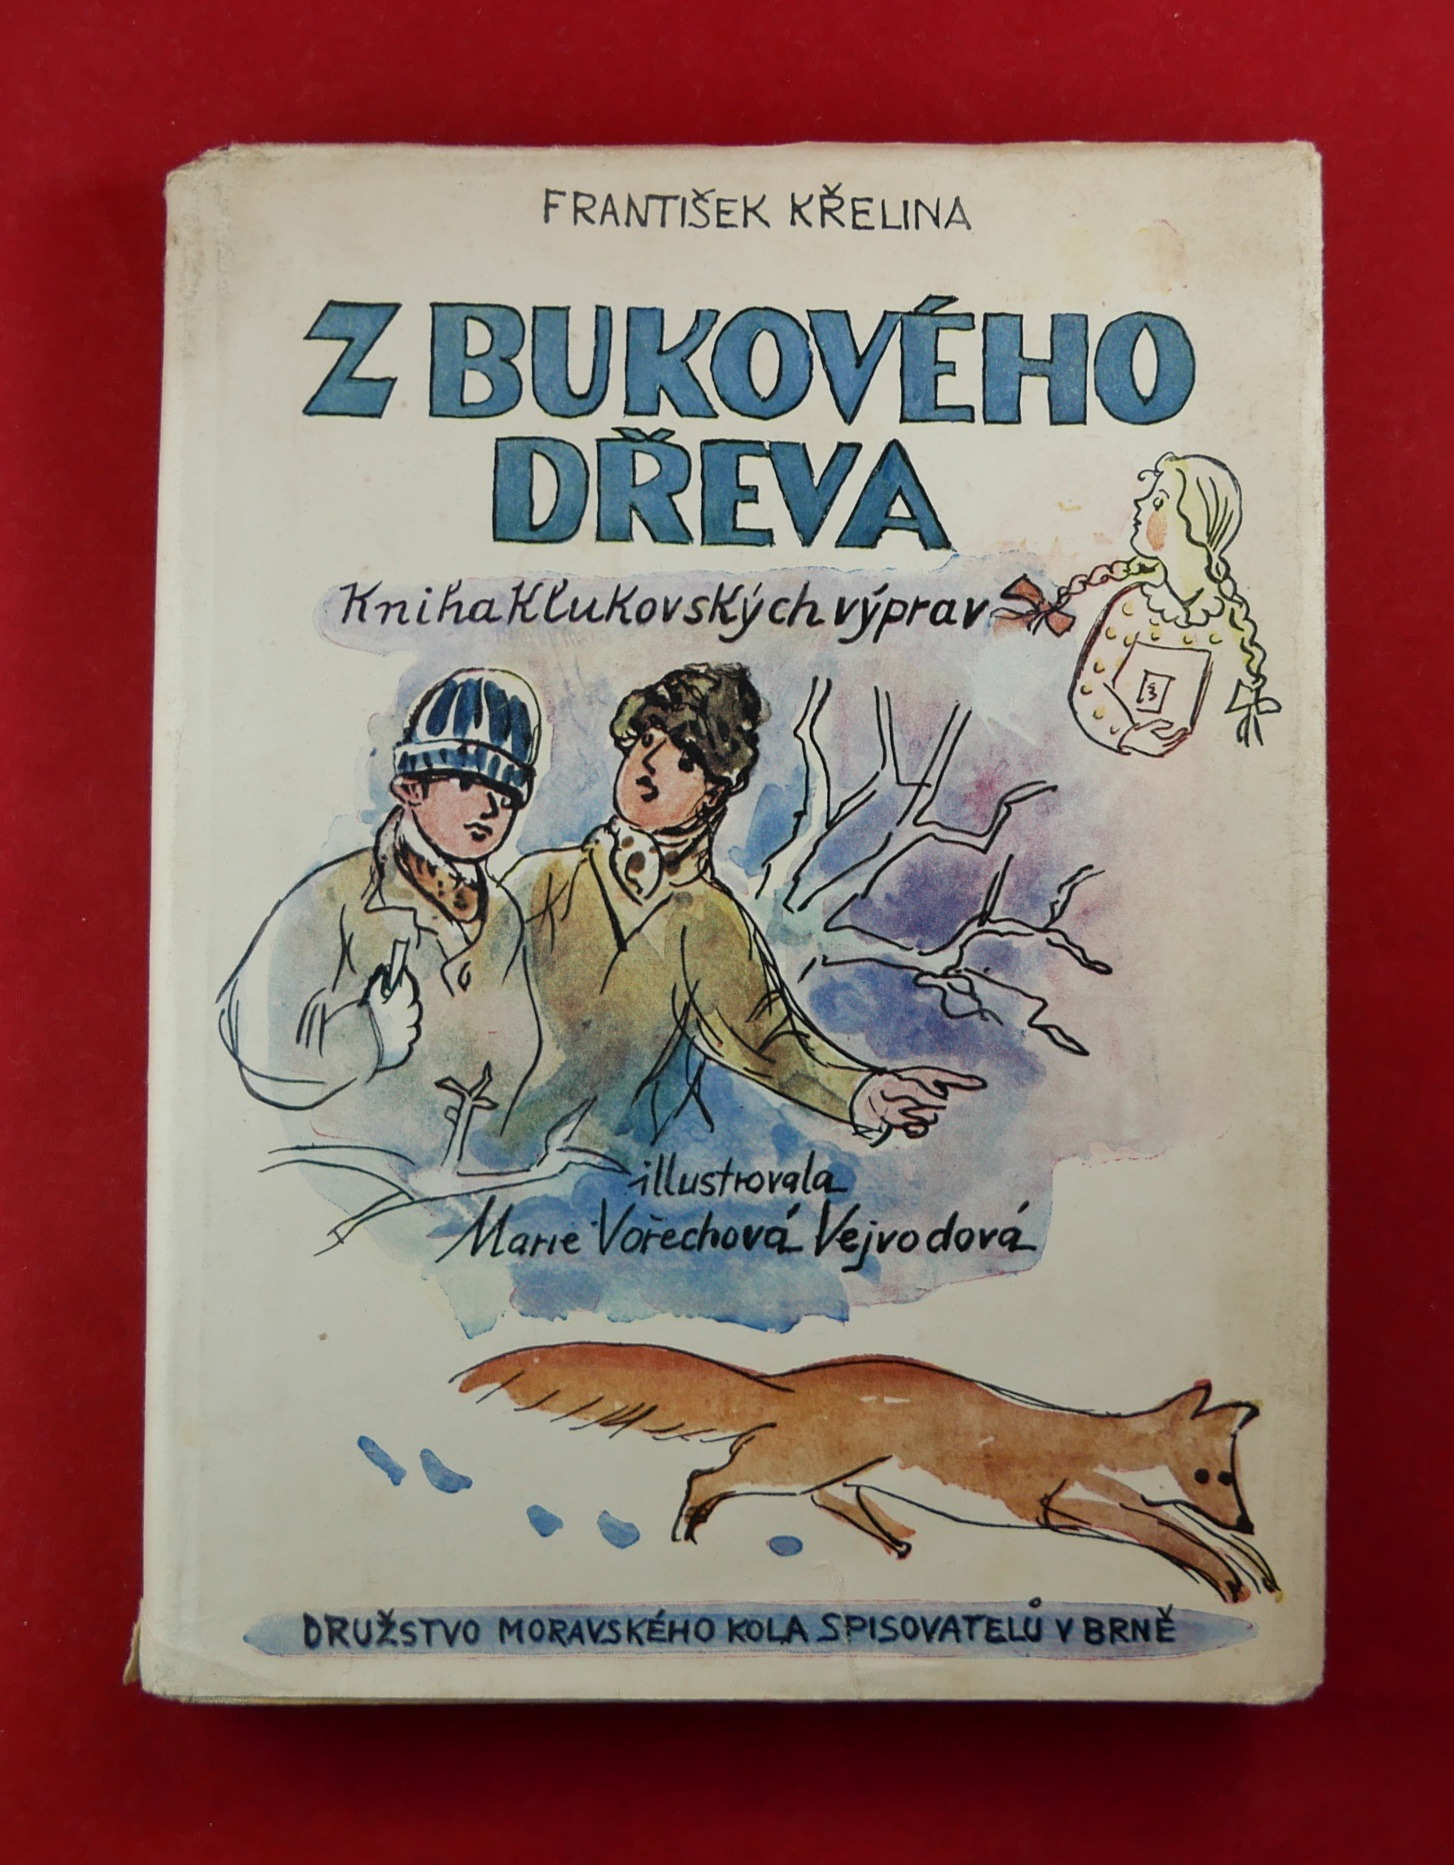 FRANTIŠEK KŘELINA
Z BUKOVÉHO
DŘEVA
Kniha klukovských výprav
illustrovala
Marie Vořechová Vejvodová
DRUŽSTVO MORAVSKÉHO KOLA SPISOVATELŮ V BRNĚ